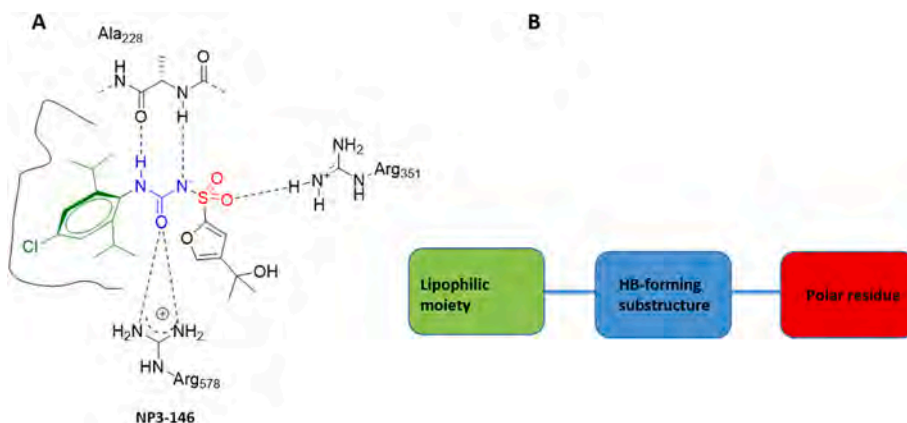 A
B
Ala228
H
N
O
O
N
H
NH2
Arg351
H
N
H
N
H
H
N
H
N
O
O
S
O
O
Cl
O
OH
⊕
H2N
NH2
HN
Arg578
NP3-146
Lipophilic
moiety
HB-forming
substructure
Polar residue